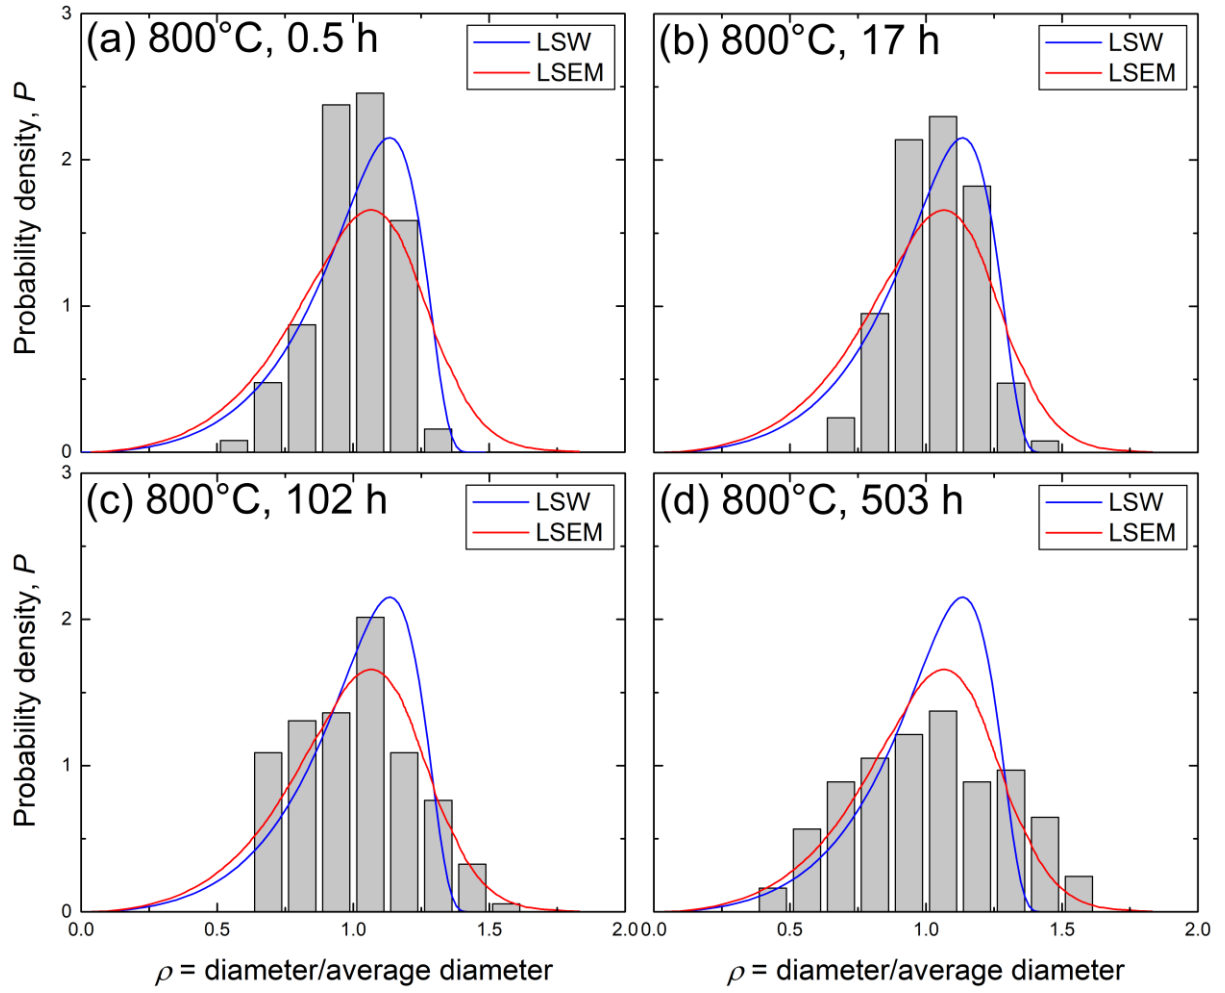 3
(a) 800°C, 0.5 h
LSW
LSEM
(b) 800°C, 17 h
LSW
LSEM
2
1
0
Probability density, P
3
(c) 800°C, 102 h
LSW
LSEM
(d) 800°C, 503 h
LSW
LSEM
2
1
0
Probability density, P
0.0 0.5 1.0 1.5 2.0 0.5 1.0 1.5 2.0
ρ = diameter/average diameter
ρ = diameter/average diameter